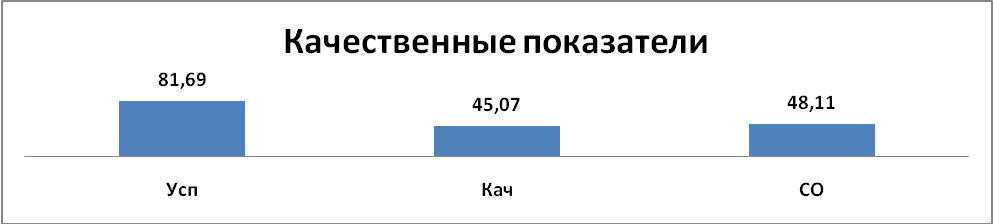 Качественные показатели
81,69
45,07
48,11
Усп
Кач
СО